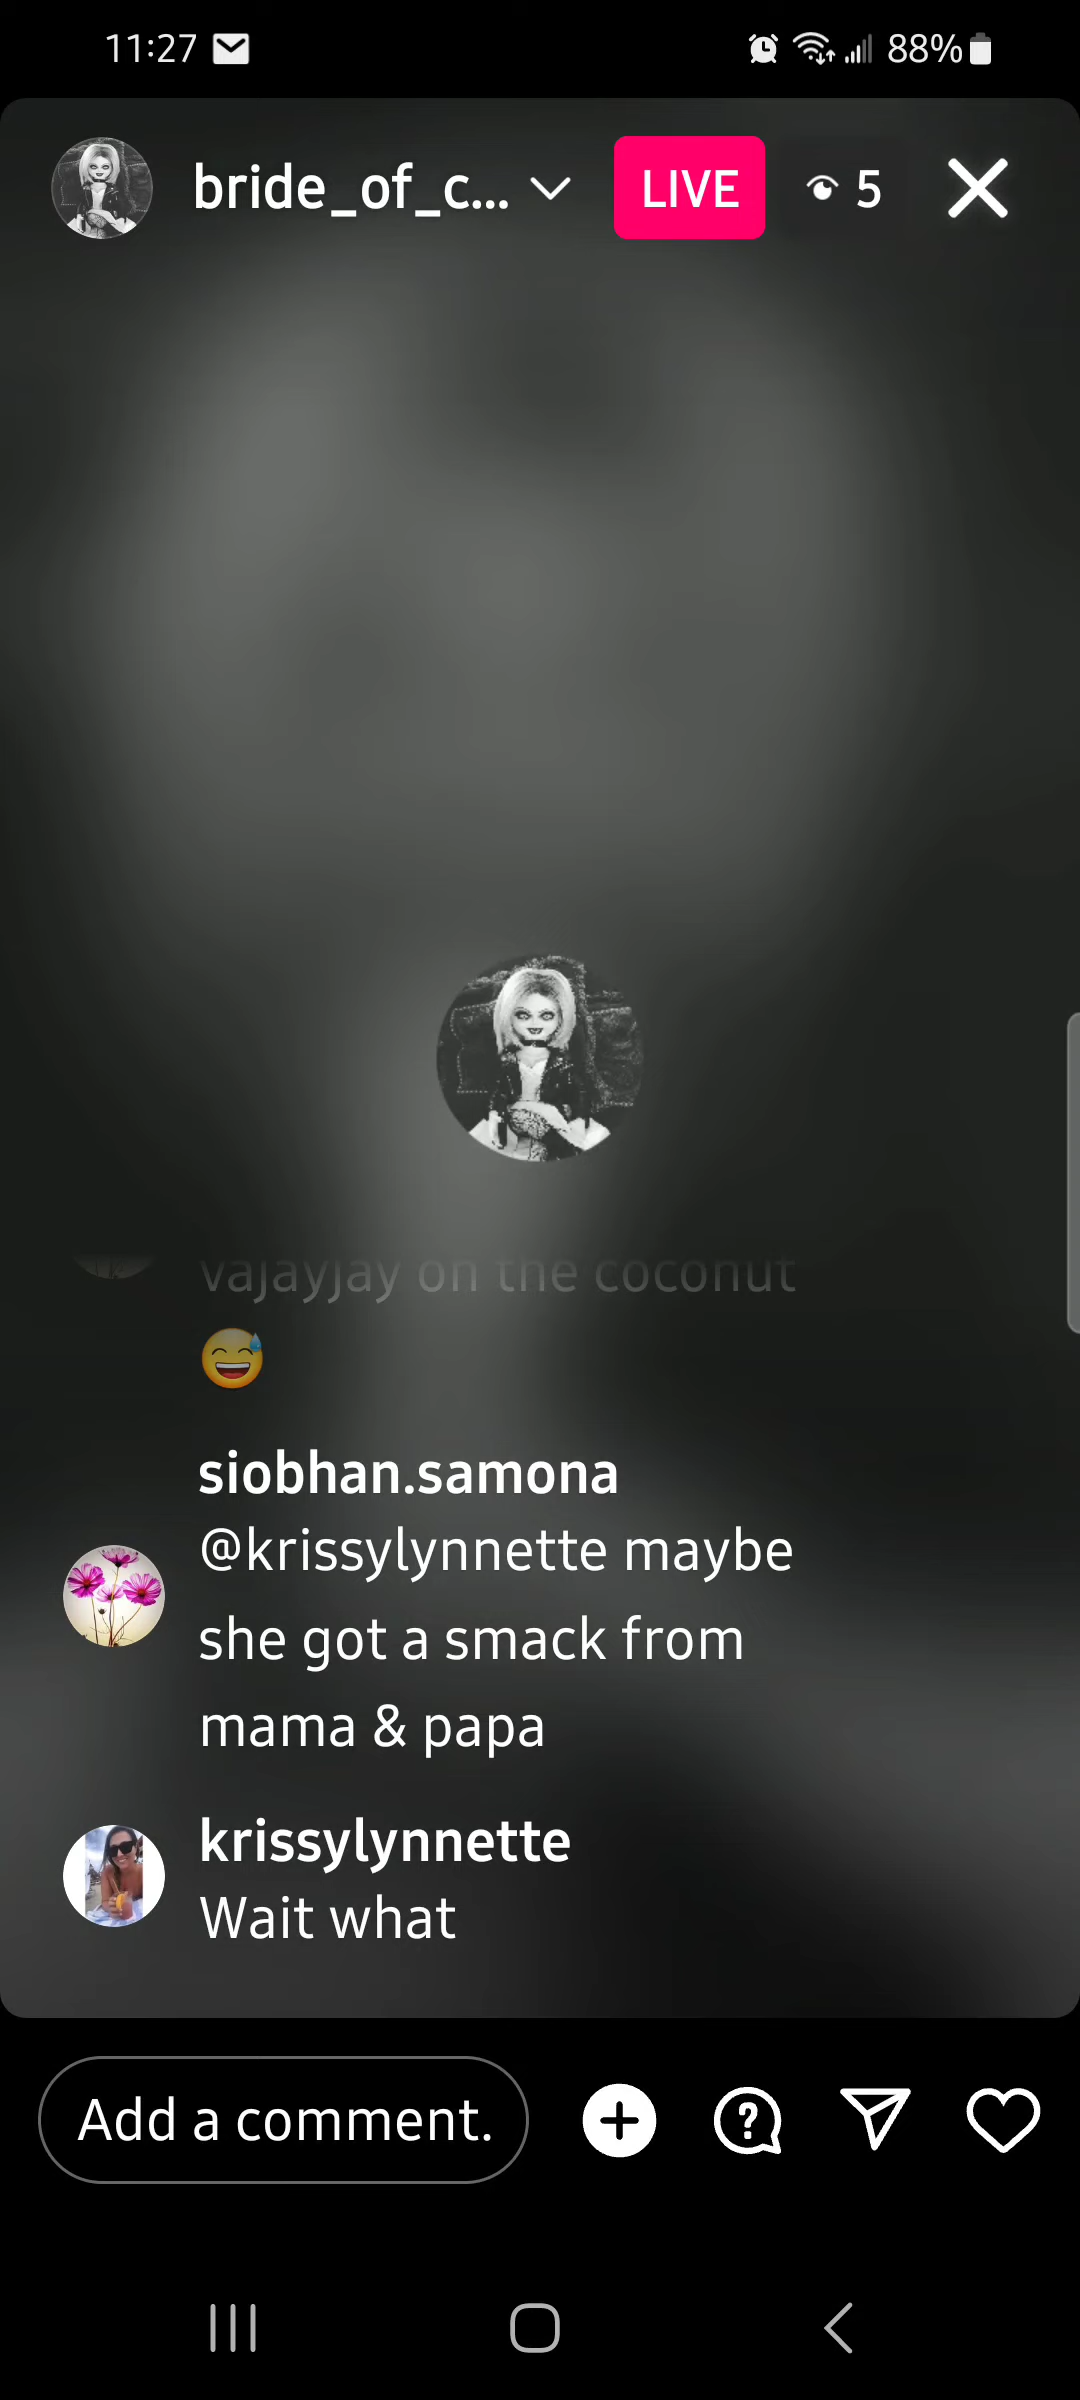 11:27
88%
bride_of_c...
LIVE
5
vajayjay on the coconut
😅
siobhan.samona
@krissylynnette maybe
she got a smack from
mama & papa
krissylynnette
Wait what
Add a comment.